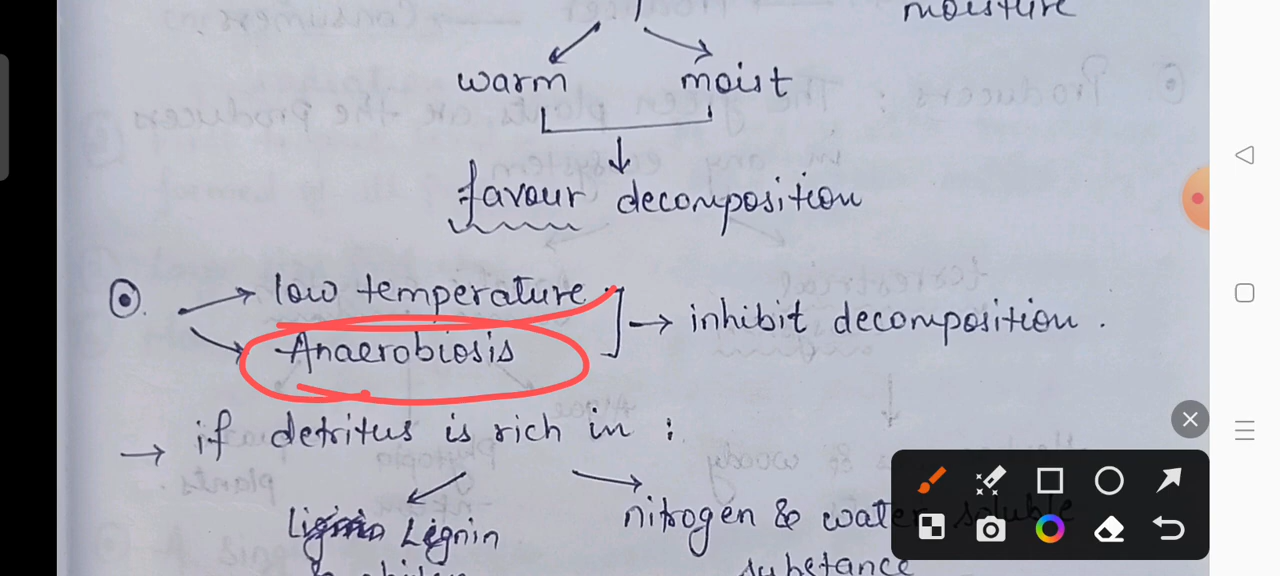 moisture
warm moist
favour decomposition
low temperature
inhibit decomposition.
Anaerobiosis
if detritus is rich in :
Lignin Lignin nitrogen & water soluble
substance